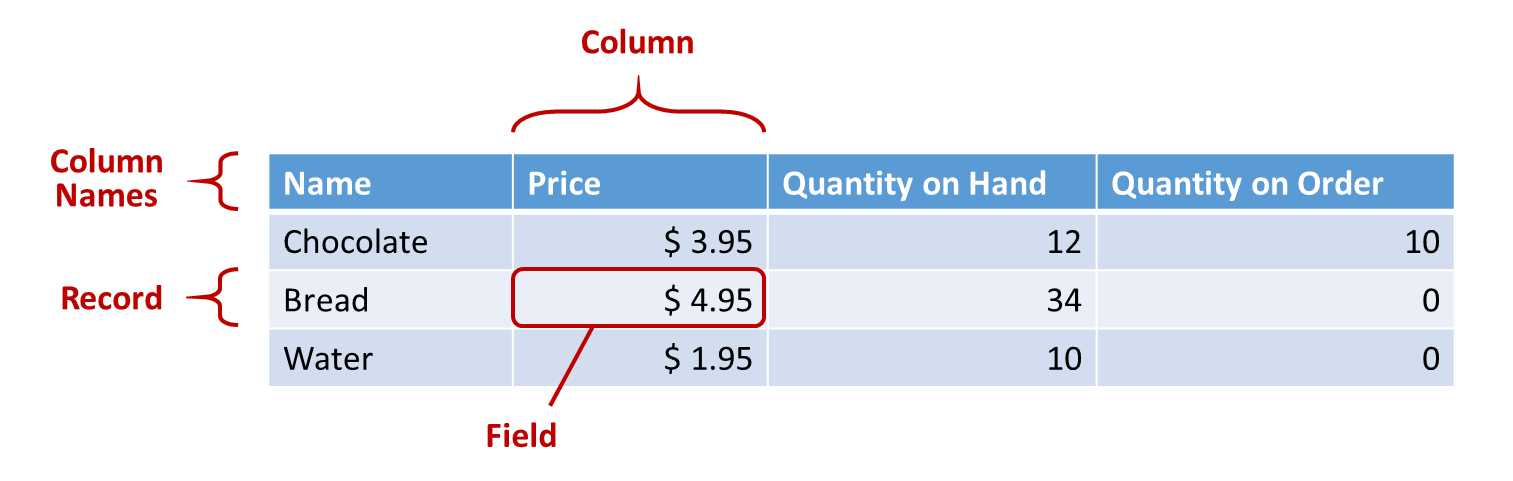 Column
Column
Names
Name Price Quantity on Hand Quantity on Order
Chocolate $ 3.95 12 10
Record
Bread $ 4.95 34 0
Water $ 1.95 10 0
Field